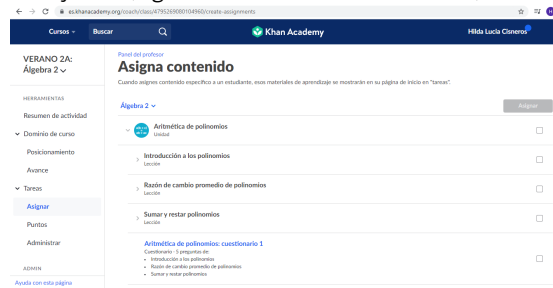 es.khanacademy.org/coach/class/4795269080104960/create-assignments
Cursos
Buscar
Khan Academy
Hilda Lucia Cisneros
VERANO 2A:
Álgebra 2
HERRAMIENTAS
Resumen de actividad
Dominio de curso
Posicionamiento
Avance
Tareas
Asignar
Puntos
Administrar
ADMIN
Ayuda con esta página
Panel del profesor
Asigna contenido
Cuando asignes contenido específico a un estudiante, esos materiales de aprendizaje se mostrarán en su página de inicio en "tareas".
Álgebra 2
Asignar
Aritmética de polinomios
Unidad
Introducción a los polinomios
Lección
Razón de cambio promedio de polinomios
Lección
Sumar y restar polinomios
Lección
Aritmética de polinomios: cuestionario 1
Cuestionario · 5 preguntas de:
• Introducción a los polinomios
• Razón de cambio promedio de polinomios
• Sumar y restar polinomios